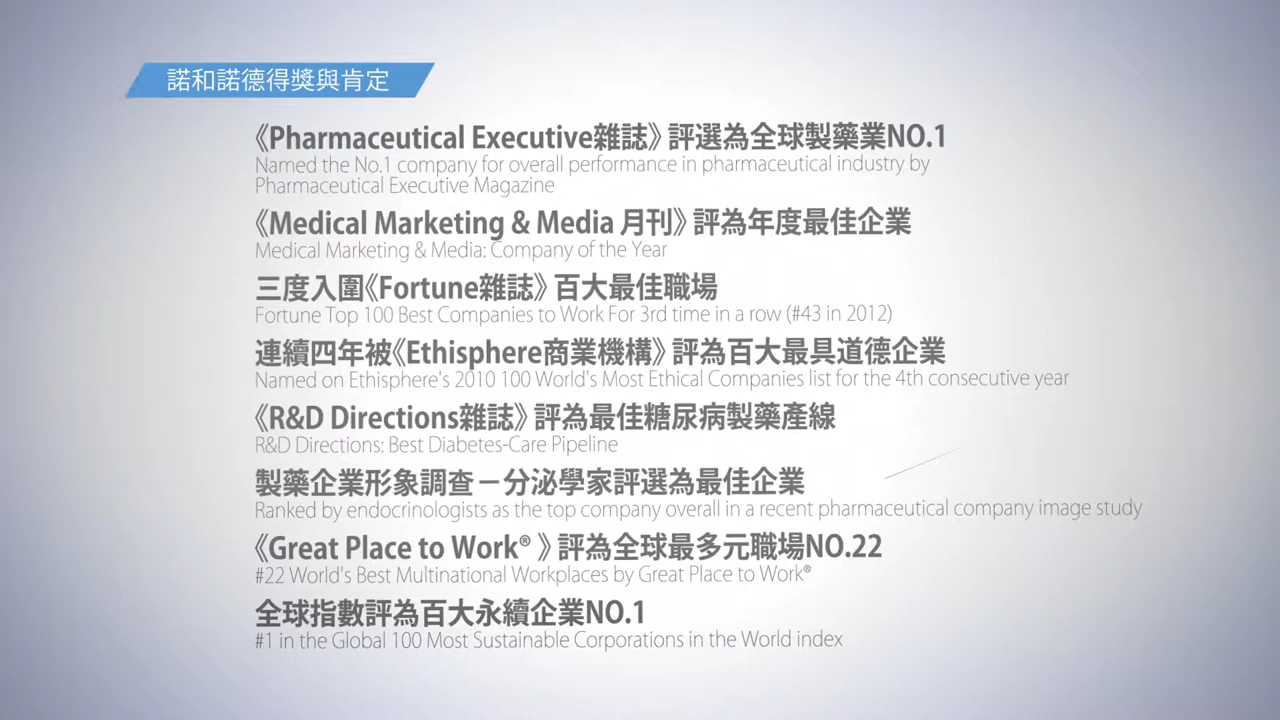 諾和諾德得獎與肯定
《Pharmaceutical Executive雜誌》評選為全球製藥業NO.1
Named the No.1 company for overall performance in pharmaceutical industry by
Pharmaceutical Executive Magazine
《Medical Marketing & Media 月刊》評為年度最佳企業
Medical Marketing & Media: Company of the Year
三度入圍《Fortune雜誌》百大最佳職場
Fortune Top 100 Best Companies to Work For 3rd time in a row (#43 in 2012)
連續四年被《Ethisphere商業機構》評為百大最具道德企業
Named on Ethisphere's 2010 100 World's Most Ethical Companies list for the 4th consecutive year
《R&D Directions雜誌》評為最佳糖尿病製藥產線
R&D Directions: Best Diabetes-Care Pipeline
製藥企業形象調查－分泌學家評選為最佳企業
Ranked by endocrinologists as the top company overall in a recent pharmaceutical company image study
《Great Place to Work® 》評為全球最多元職場NO.22
#22 World's Best Multinational Workplaces by Great Place to Work®
全球指數評為百大永續企業NO.1
#1 in the Global 100 Most Sustainable Corporations in the World index